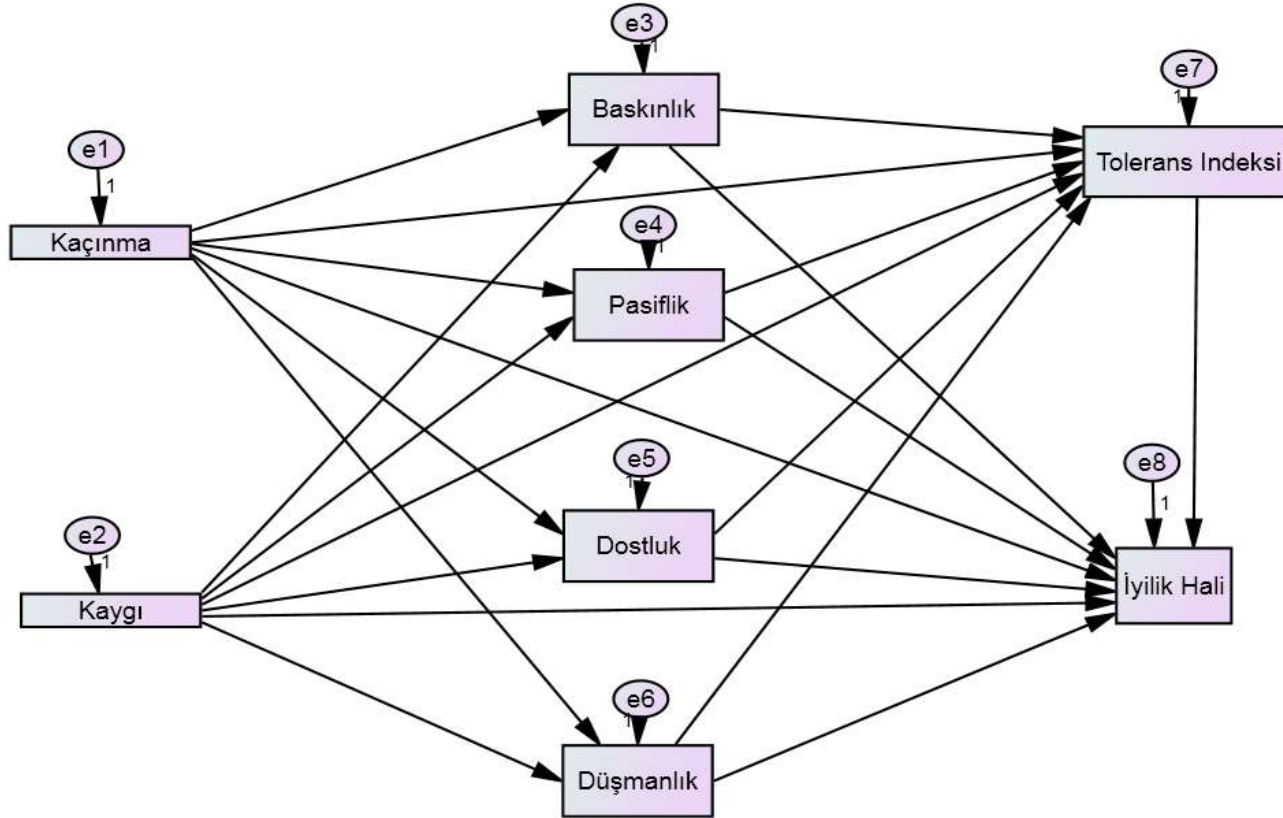 e3
1
Baskınlık
e7
1
Tolerans Indeksi
e1
1
Kaçınma
e4
1
Pasiflik
e5
1
Dostluk
e8
1
İyilik Hali
e2
1
Kaygı
e6
1
Düşmanlık